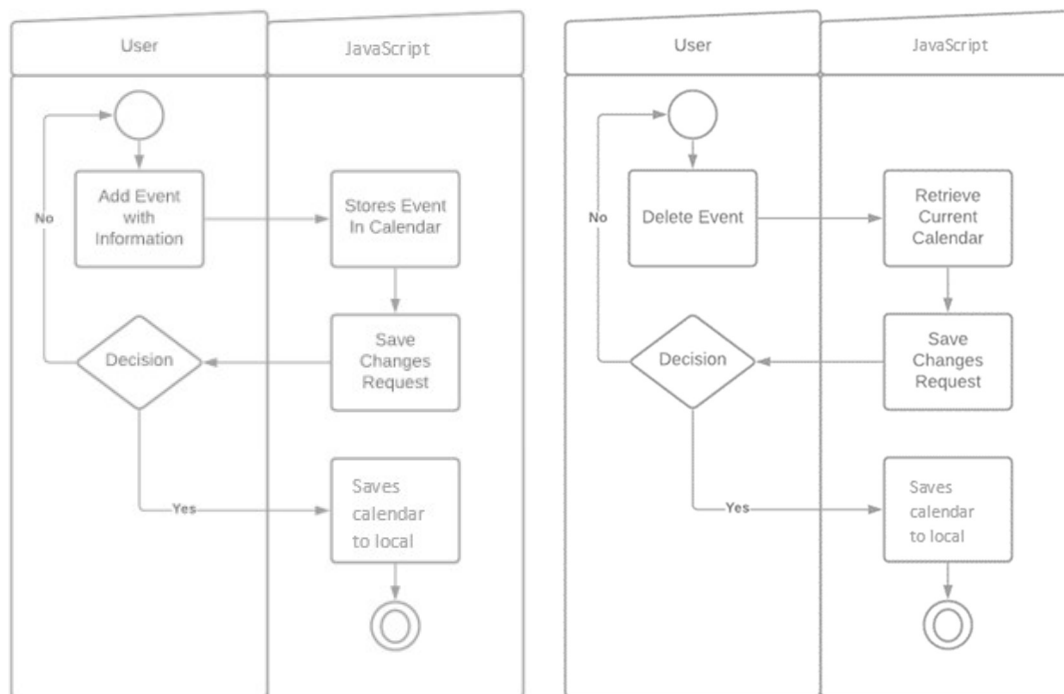 User
JavaScript
Add Event
with
Information
Stores Event
In Calendar
No
Decision
Save
Changes
Request
Yes
Saves
calendar
to local
User
JavaScript
Delete Event
Retrieve
Current
Calendar
No
Decision
Save
Changes
Request
Yes
Saves
calendar
to local